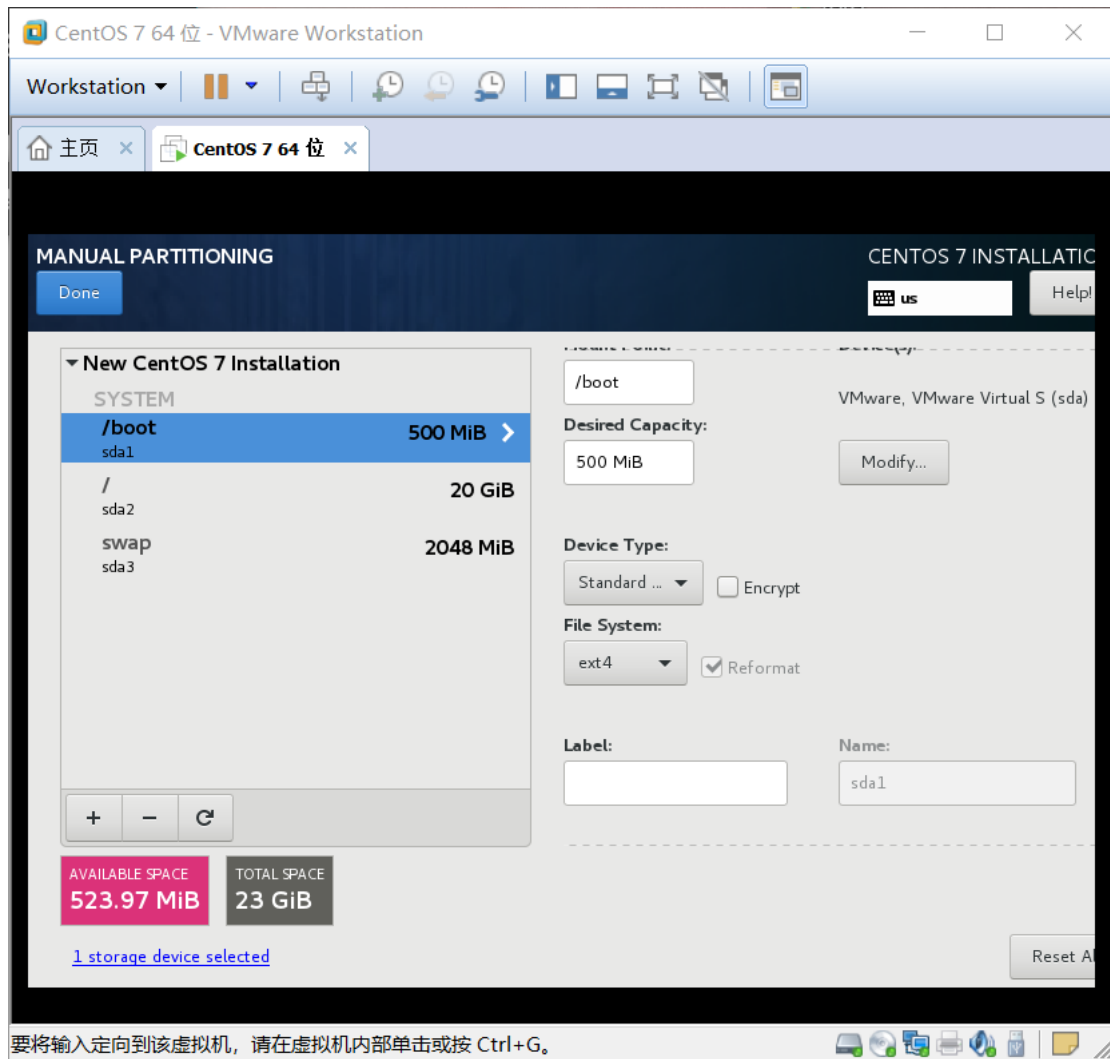 CentOS 7 64 位 - VMware Workstation
Workstation
主页
CentOS 7 64 位
MANUAL PARTITIONING
CENTOS 7 INSTALLATIO
Done
us
Help!
New CentOS 7 Installation
SYSTEM
/boot
500 MiB
sda1
/
20 GiB
sda2
swap
2048 MiB
sda3
/boot
VMware, VMware Virtual S (sda)
Desired Capacity:
500 MiB
Modify...
Device Type:
Standard ...
Encrypt
File System:
ext4
Reformat
Label:
Name:
sda1
+
−
AVAILABLE SPACE
523.97 MiB
TOTAL SPACE
23 GiB
1 storage device selected
Reset Al
要将输入定向到该虚拟机，请在虚拟机内部单击或按 Ctrl+G。